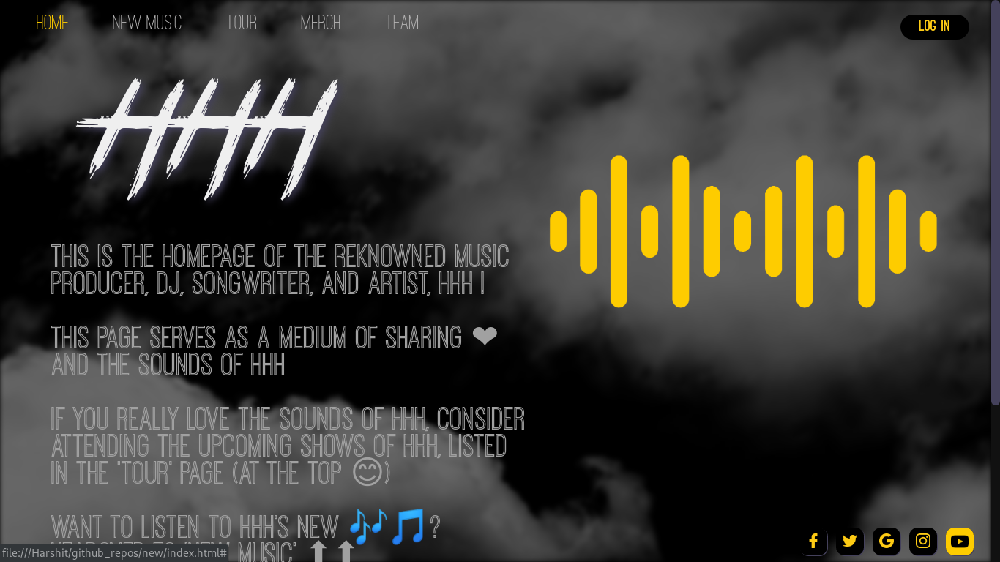 HOME NEW MUSIC TOUR MERCH TEAM LOG IN
HHH
THIS IS THE HOMEPAGE OF THE REKNOWNED MUSIC
PRODUCER, DJ, SONGWRITER, AND ARTIST, HHH !
THIS PAGE SERVES AS A MEDIUM OF SHARING ❤
AND THE SOUNDS OF HHH
IF YOU REALLY LOVE THE SOUNDS OF HHH, CONSIDER
ATTENDING THE UPCOMING SHOWS OF HHH, LISTED
IN THE 'TOUR' PAGE (AT THE TOP 😊)
WANT TO LISTEN TO HHH'S NEW 🎶🎵?
MUSIC' ⬆⬆
file:///Harshit/github_repos/new/index.html#